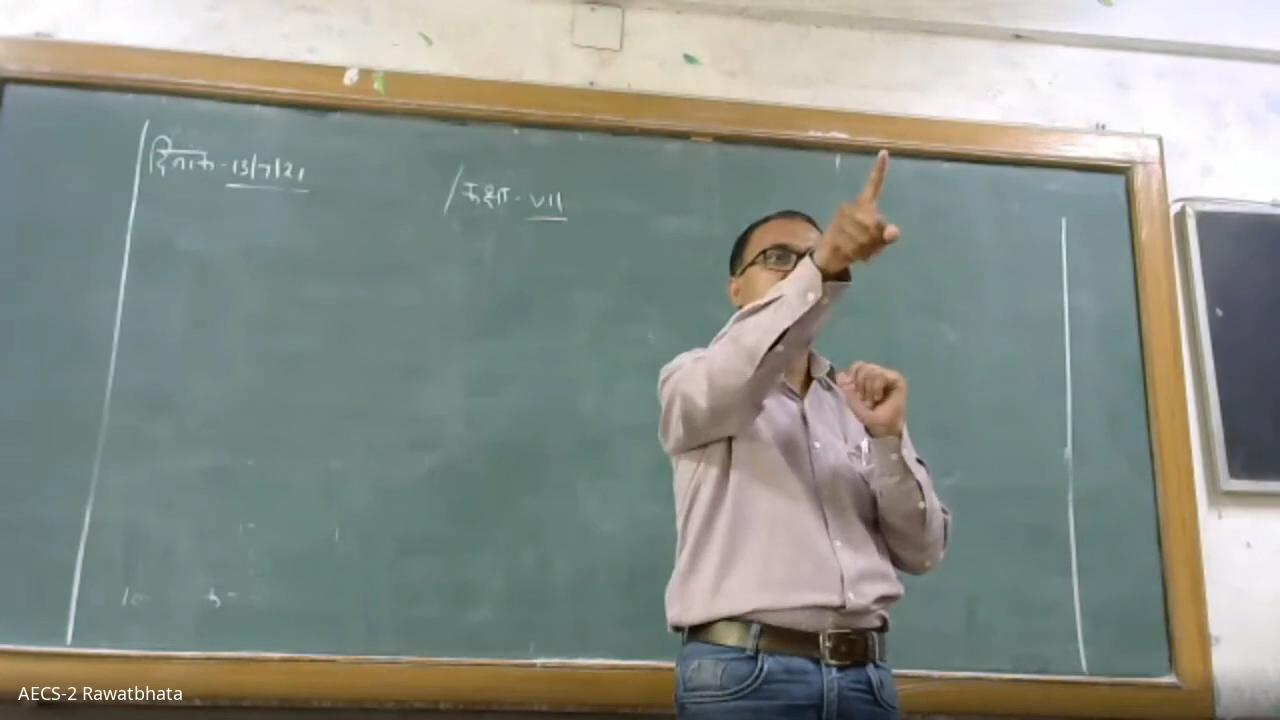 दिनांक - 13/7/21
कक्षा - VII
AECS-2 Rawatbhata